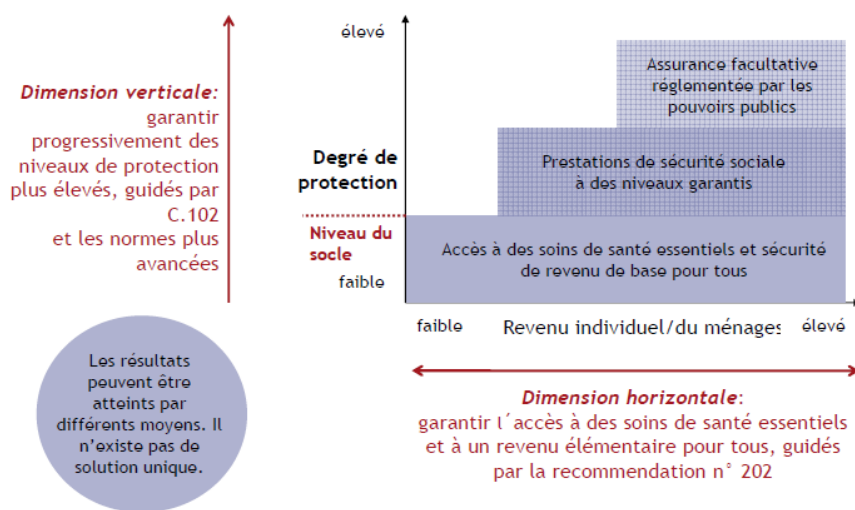 Dimension verticale:
garantir
progressivement des
niveaux de protection
plus élevés, guidés par
C.102
et les normes plus
avancées
Les résultats
peuvent être
atteints par
différents moyens. Il
n'existe pas de
solution unique.
élevé
Degré de
protection
Niveau du
socle
faible
Assurance facultative
réglementée par les
pouvoirs publics
Prestations de sécurité sociale
à des niveaux garantis
Accès à des soins de santé essentiels et sécurité
de revenu de base pour tous
faible Revenu individuel/du ménages élevé
Dimension horizontale:
garantir l´accès à des soins de santé essentiels
et à un revenu élémentaire pour tous, guidés
par la recommendation n° 202